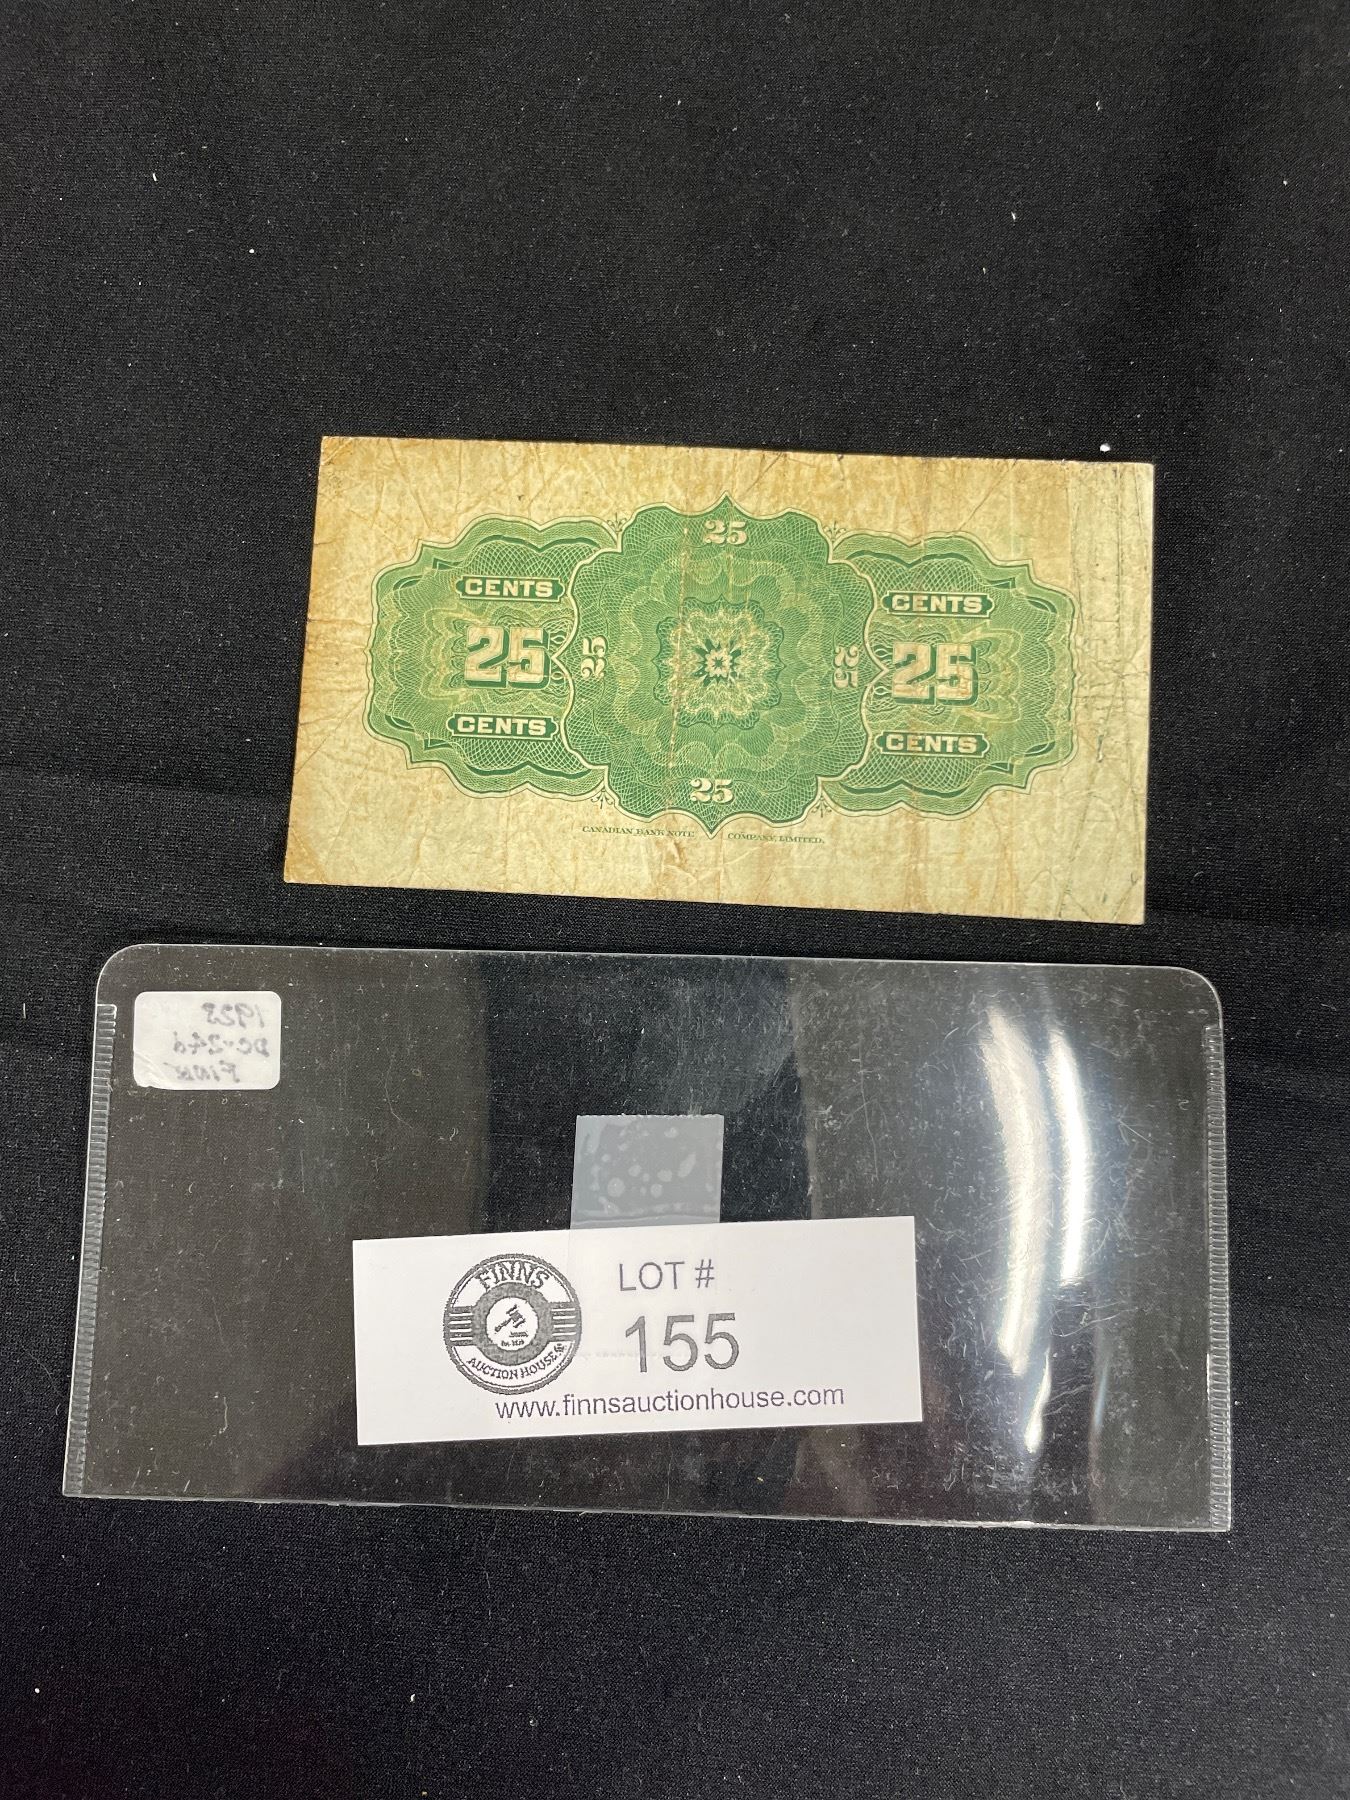 25
CENTS CENTS
25 25 25 25
CENTS CENTS
25
CANADIAN BANK NOTE COMPANY, LIMITED.
1923
DC-24d
FINE
FINNS
AUCTION HOUSE
LOT #
155
www.finnsauctionhouse.com